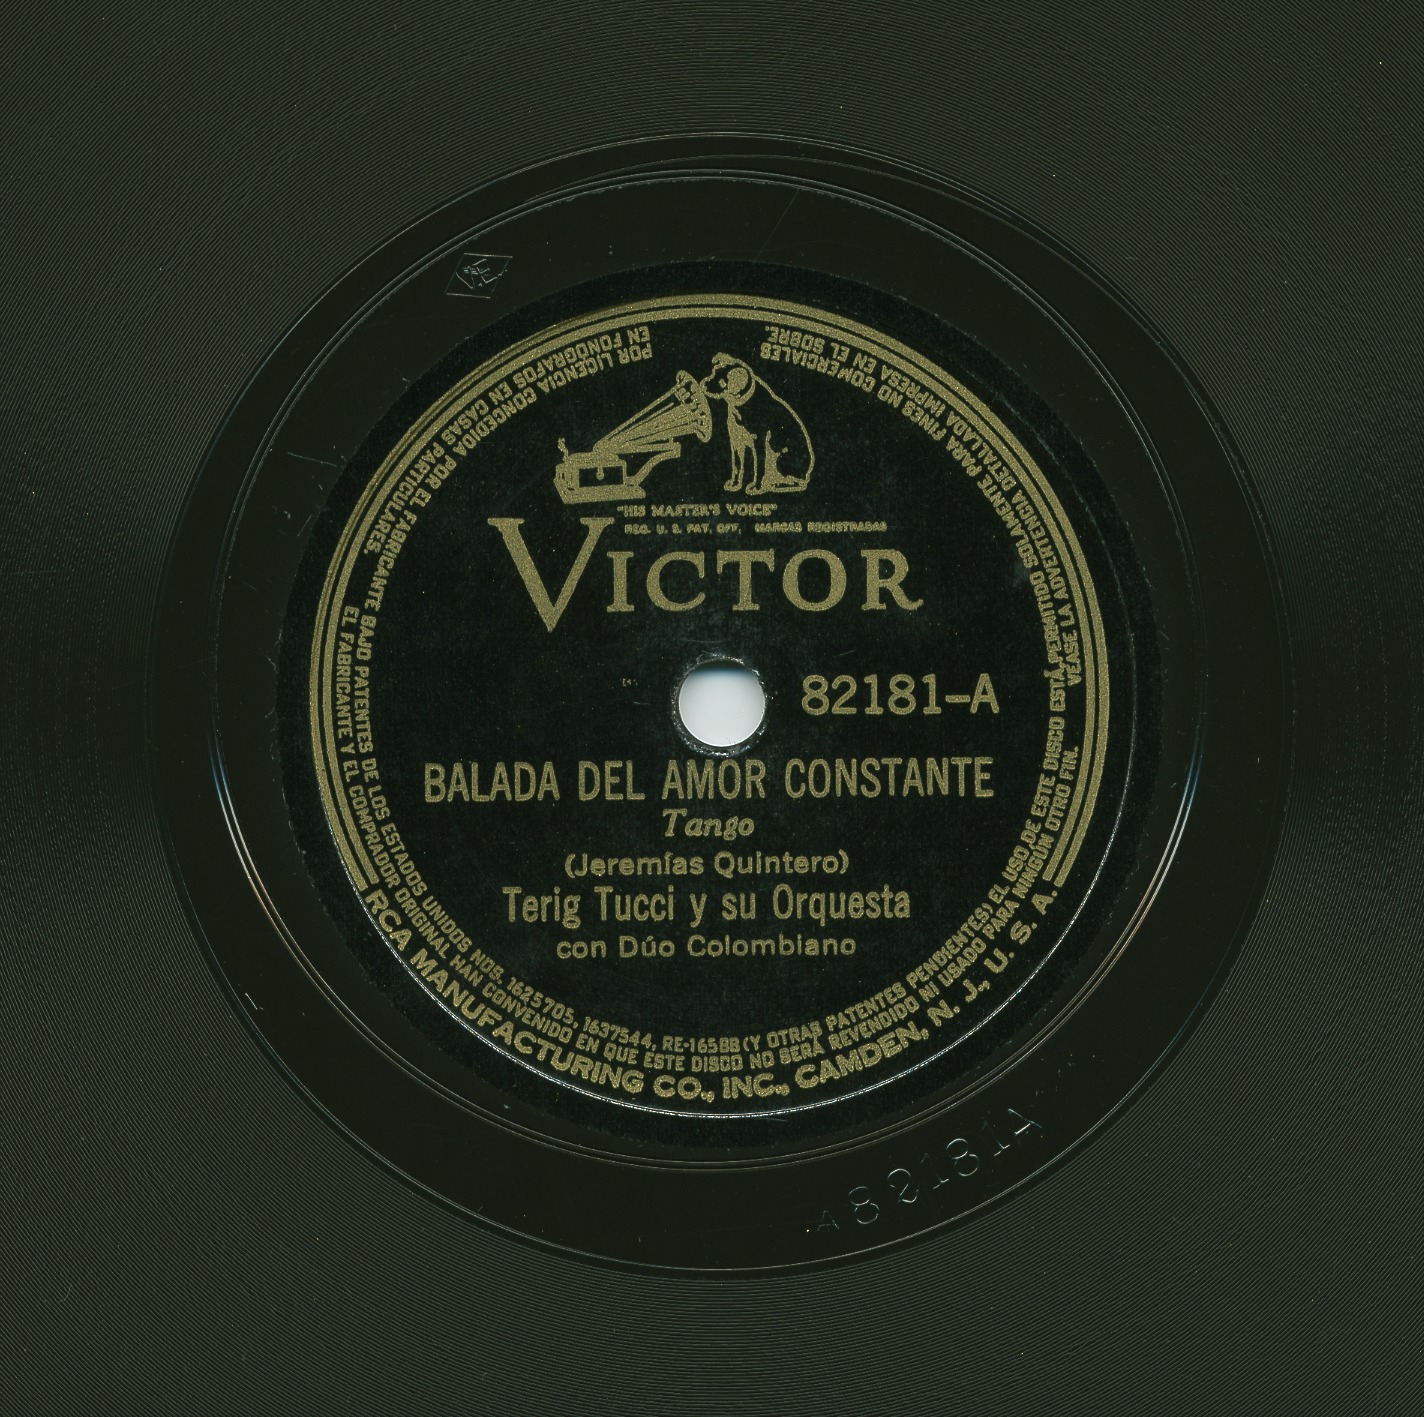 "HIS MASTER'S VOICE"
REG. U. S. PAT. OFF. MARCAS REGISTRADAS
VICTOR
82181-A
BALADA DEL AMOR CONSTANTE
Tango
(Jeremías Quintero)
Terig Tucci y su Orquesta
con Dúo Colombiano
POR LICENCIA CONCEDIDA POR EL FABRICANTE BAJO PATENTES DE LOS ESTADOS UNIDOS NOS. 1625705, 1637544, RE-16588 (Y OTRAS PATENTES PENDIENTES) EL USO DE ESTE DISCO ESTÁ PERMITIDO SOLAMENTE PARA FINES NO COMERCIALES
EN FONOGRAFOS EN CASAS PARTICULARES.
EL FABRICANTE Y EL COMPRADOR ORIGINAL HAN CONVENIDO EN QUE ESTE DISCO NO SERÁ REVENDIDO NI USADO PARA NINGUN OTRO FIN.
VEASE LA ADVERTENCIA DETALLADA IMPRESA EN EL SOBRE.
RCA MANUFACTURING CO., INC., CAMDEN, N. J., U. S. A.
A 82181A